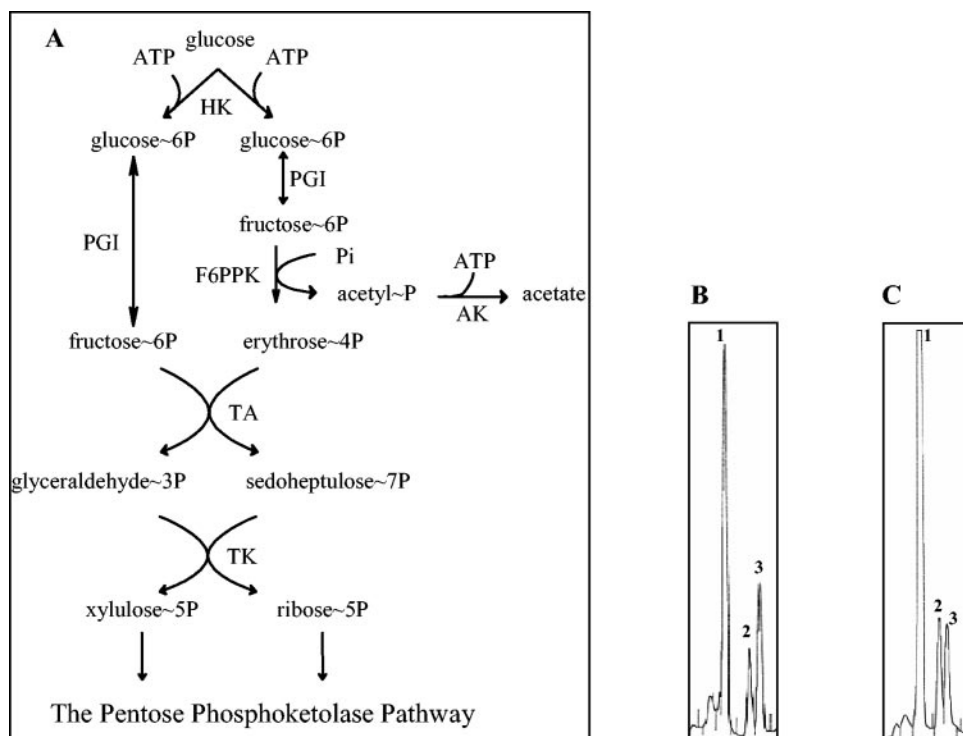 A
glucose
ATP ATP
HK
glucose~6P glucose~6P
PGI
fructose~6P
PGI
Pi
F6PPK
ATP
acetyl~P acetate
AK
fructose~6P erythrose~4P
TA
glyceraldehyde~3P sedoheptulose~7P
TK
xylulose~5P ribose~5P
The Pentose Phosphoketolase Pathway
B
1
2
3
C
1
2
3